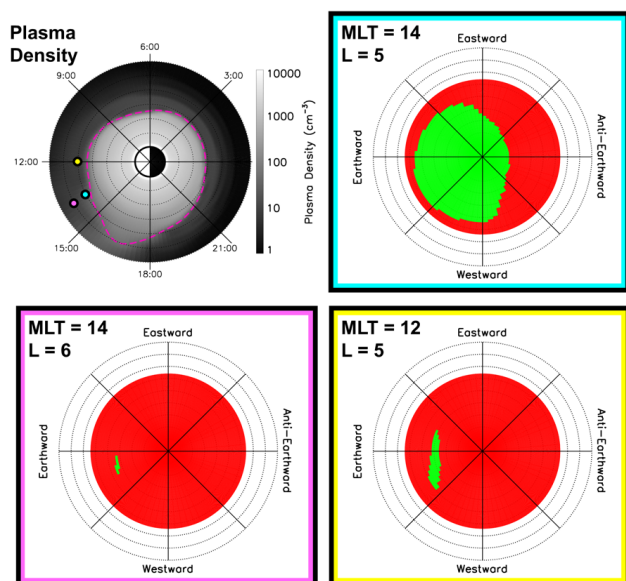 Plasma
Density
6:00
9:00
3:00
12:00
15:00
21:00
18:00
10000
1000
100
10
1
Plasma Density (cm⁻³)
MLT = 14
L = 5
Eastward
Earthward
Anti-Earthward
Westward
MLT = 14
L = 6
Eastward
Earthward
Anti-Earthward
Westward
MLT = 12
L = 5
Eastward
Earthward
Anti-Earthward
Westward